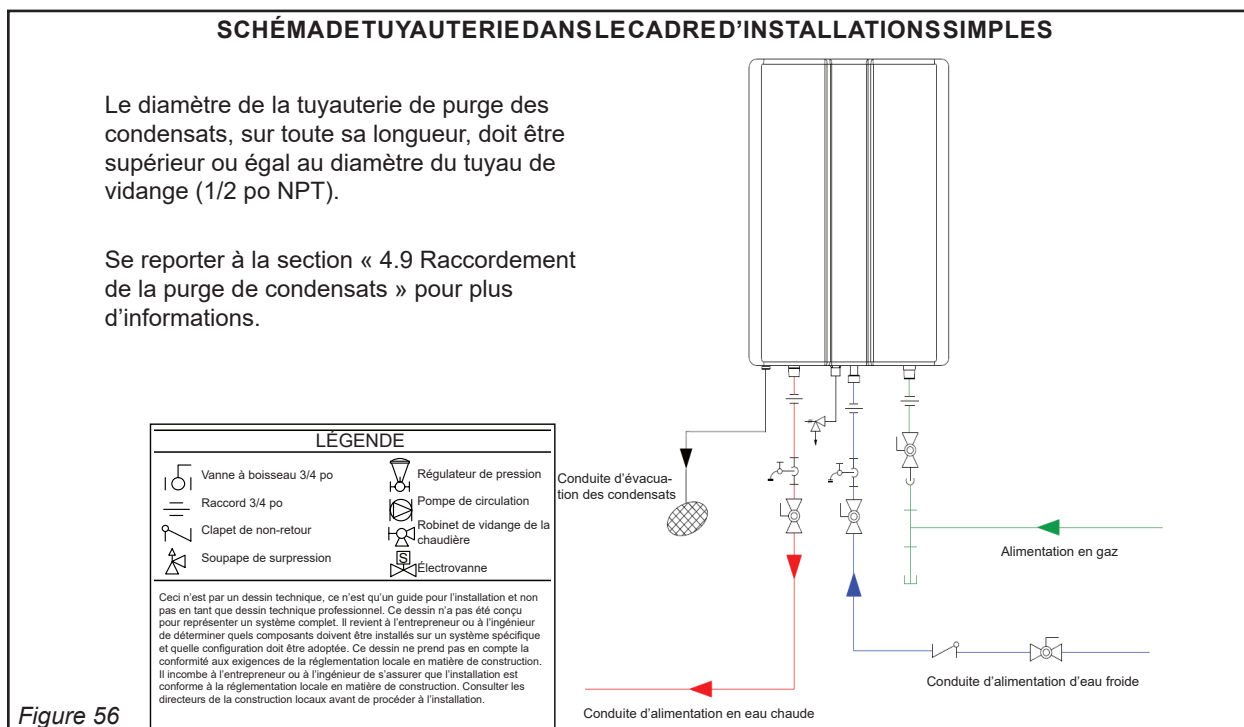 SCHÉMA DE TUYAUTERIE DANS LE CADRE D'INSTALLATIONS SIMPLES
Le diamètre de la tuyauterie de purge des
condensats, sur toute sa longueur, doit être
supérieur ou égal au diamètre du tuyau de
vidange (1/2 po NPT).
Se reporter à la section « 4.9 Raccordement
de la purge de condensats » pour plus
d'informations.
LÉGENDE
Vanne à boisseau 3/4 po
Raccord 3/4 po
Clapet de non-retour
Soupape de surpression
Régulateur de pression
Pompe de circulation
Robinet de vidange de la
chaudière
S
Électrovanne
Ceci n'est par un dessin technique, ce n'est qu'un guide pour l'installation et non
pas en tant que dessin technique professionnel. Ce dessin n'a pas été conçu
pour représenter un système complet. Il revient à l'entrepreneur ou à l'ingénieur
de déterminer quels composants doivent être installés sur un système spécifique
et quelle configuration doit être adoptée. Ce dessin ne prend pas en compte la
conformité aux exigences de la réglementation locale en matière de construction.
Il incombe à l'entrepreneur ou à l'ingénieur de s'assurer que l'installation est
conforme à la réglementation locale en matière de construction. Consulter les
directeurs de la construction locaux avant de procéder à l'installation.
Conduite d'évacua-
tion des condensats
Alimentation en gaz
Conduite d'alimentation d'eau froide
Conduite d'alimentation en eau chaude
Figure 56